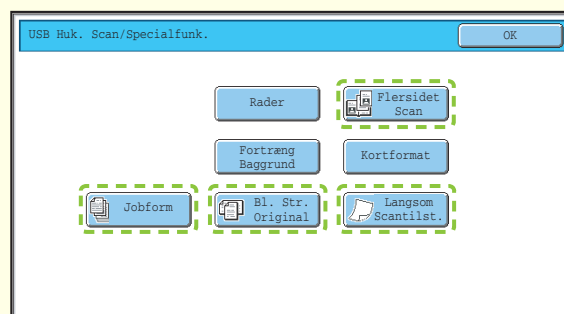 USB Huk. Scan/Specialfunk.
OK
Rader
Flersidet
Scan
Fortræng
Baggrund
Kortformat
Jobform
Bl. Str.
Original
Langsom
Scantilst.